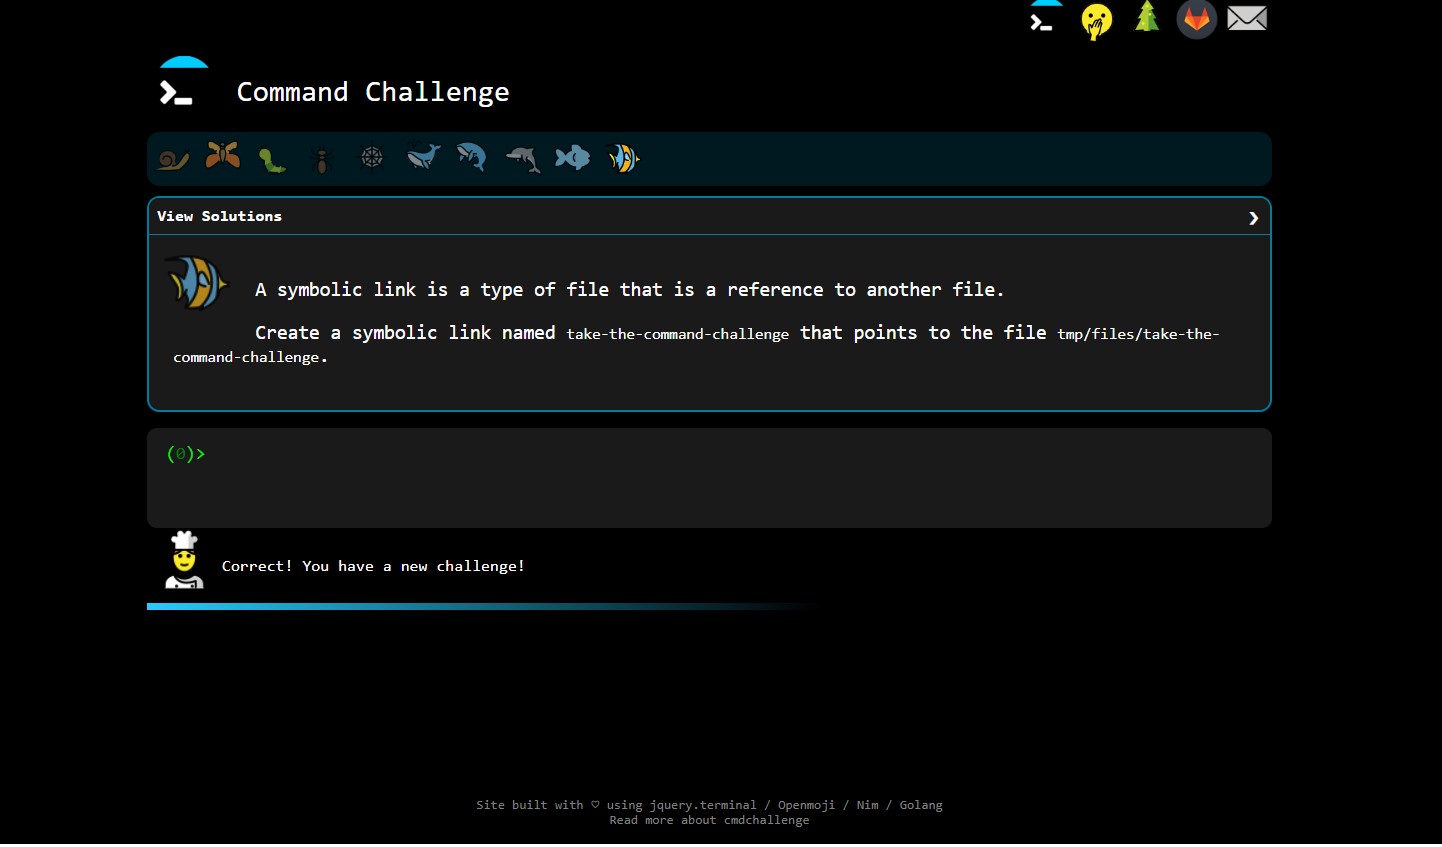 Command Challenge
View Solutions
A symbolic link is a type of file that is a reference to another file.
Create a symbolic link named take-the-command-challenge that points to the file tmp/files/take-the-
command-challenge.
(0)>
Correct! You have a new challenge!
Site built with ♡ using jquery.terminal / Openmoji / Nim / Golang
Read more about cmdchallenge